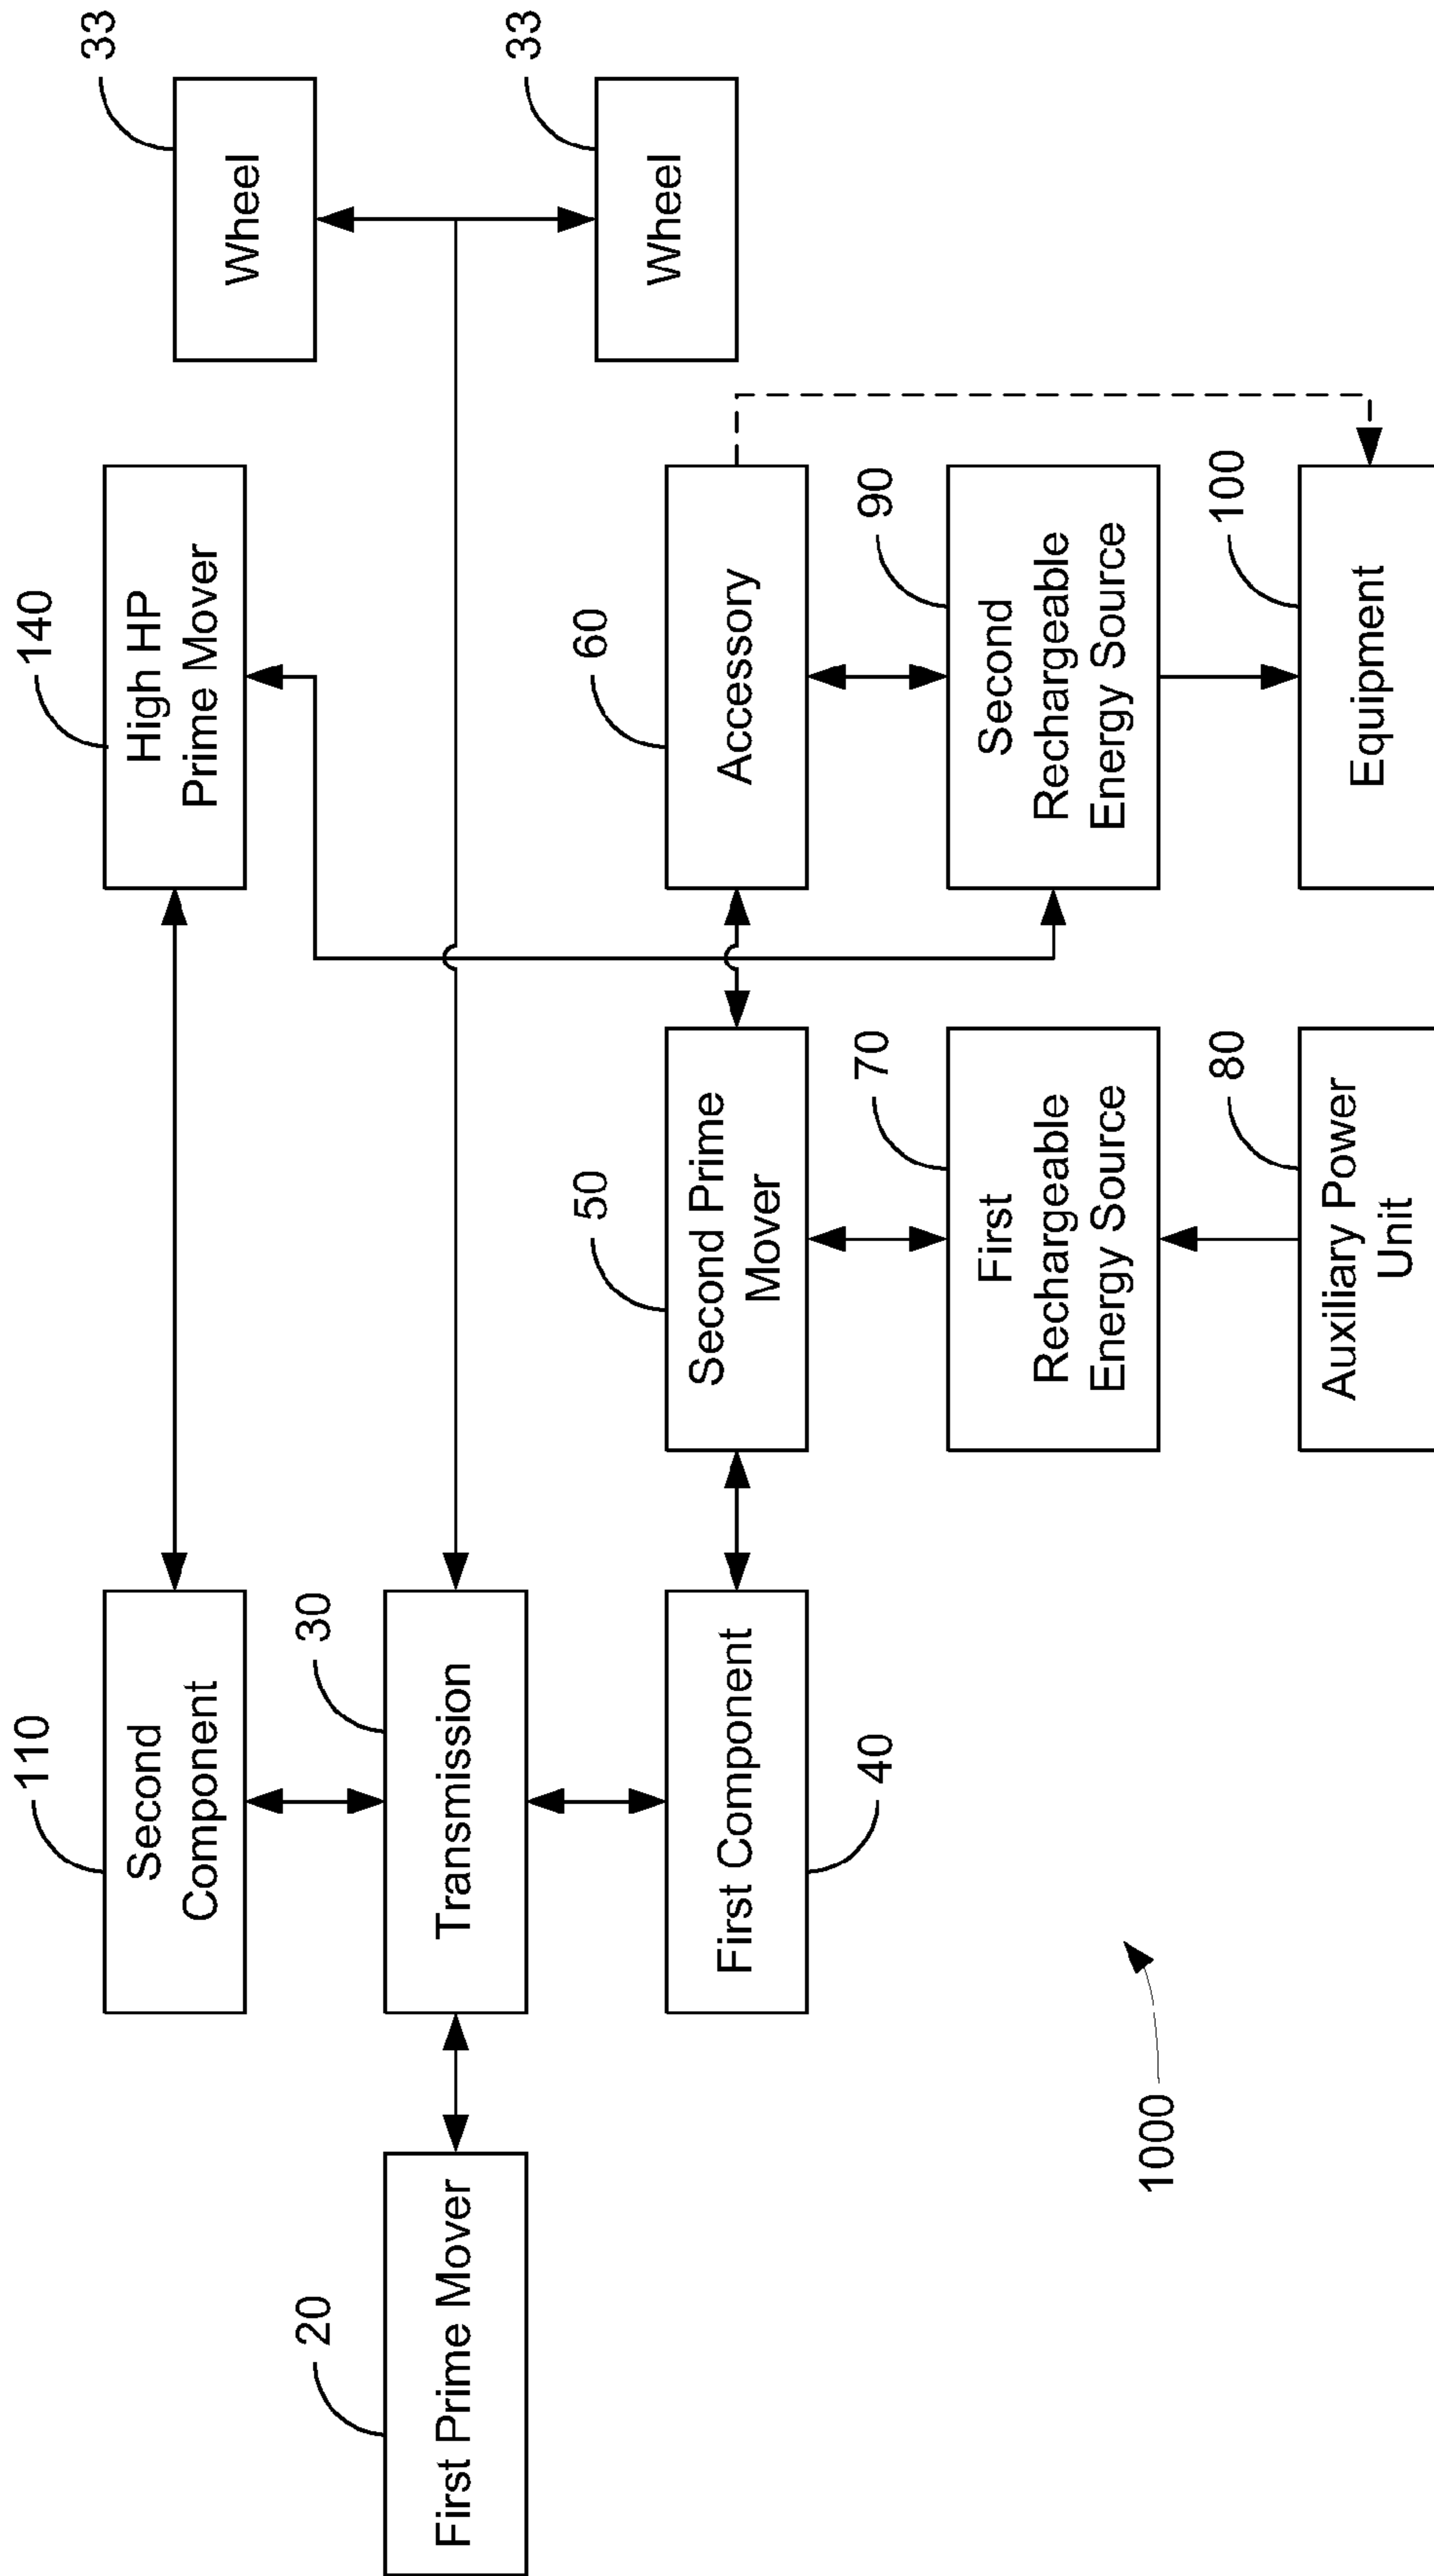 110
Second
Component
140
High HP
Prime Mover
33
Wheel
20
First Prime Mover
30
Transmission
33
Wheel
40
First Component
50
Second Prime
Mover
60
Accessory
70
First
Rechargeable
Energy Source
90
Second
Rechargeable
Energy Source
1000
80
Auxiliary Power
Unit
100
Equipment